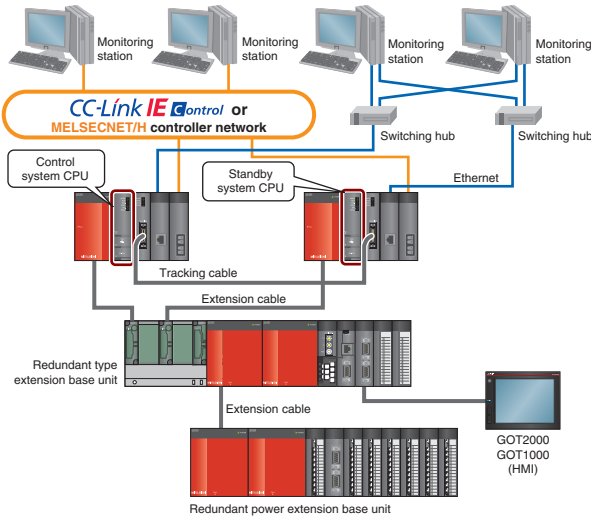 Monitoring
station
Monitoring
station
Monitoring
station
Monitoring
station
CC-Link IE Control or
MELSECNET/H controller network
Switching hub
Switching hub
Control
system CPU
Standby
system CPU
Ethernet
Tracking cable
Extension cable
Redundant type
extension base unit
Extension cable
GOT2000
GOT1000
(HMI)
Redundant power extension base unit